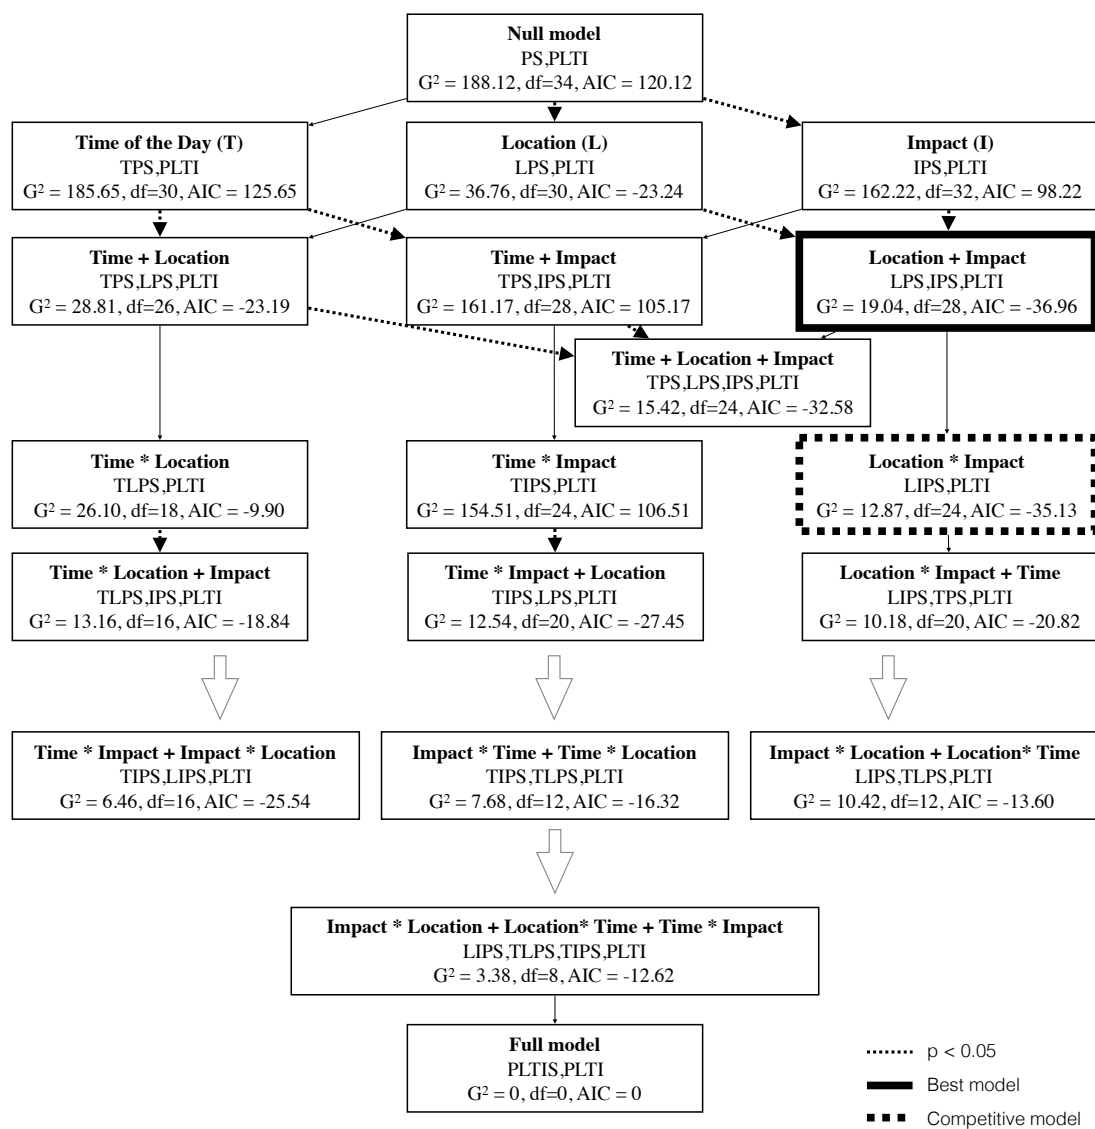 Null model
PS,PLTI
G² = 188.12, df=34, AIC = 120.12
Time of the Day (T)
TPS,PLTI
G² = 185.65, df=30, AIC = 125.65
Location (L)
LPS,PLTI
G² = 36.76, df=30, AIC = -23.24
Impact (I)
IPS,PLTI
G² = 162.22, df=32, AIC = 98.22
Time + Location
TPS,LPS,PLTI
G² = 28.81, df=26, AIC = -23.19
Time + Impact
TPS,IPS,PLTI
G² = 161.17, df=28, AIC = 105.17
Location + Impact
LPS,IPS,PLTI
G² = 19.04, df=28, AIC = -36.96
Time + Location + Impact
TPS,LPS,IPS,PLTI
G² = 15.42, df=24, AIC = -32.58
Time * Location
TLPS,PLTI
G² = 26.10, df=18, AIC = -9.90
Time * Impact
TIPS,PLTI
G² = 154.51, df=24, AIC = 106.51
Location * Impact
LIPS,PLTI
G² = 12.87, df=24, AIC = -35.13
Time * Location + Impact
TLPS,IPS,PLTI
G² = 13.16, df=16, AIC = -18.84
Time * Impact + Location
TIPS,LPS,PLTI
G² = 12.54, df=20, AIC = -27.45
Location * Impact + Time
LIPS,TPS,PLTI
G² = 10.18, df=20, AIC = -20.82
Time * Impact + Impact * Location
TIPS,LIPS,PLTI
G² = 6.46, df=16, AIC = -25.54
Impact * Time + Time * Location
TIPS,TLPS,PLTI
G² = 7.68, df=12, AIC = -16.32
Impact * Location + Location* Time
LIPS,TLPS,PLTI
G² = 10.42, df=12, AIC = -13.60
Impact * Location + Location* Time + Time * Impact
LIPS,TLPS,TIPS,PLTI
G² = 3.38, df=8, AIC = -12.62
Full model
PLTIS,PLTI
G² = 0, df=0, AIC = 0
p < 0.05
Best model
Competitive model